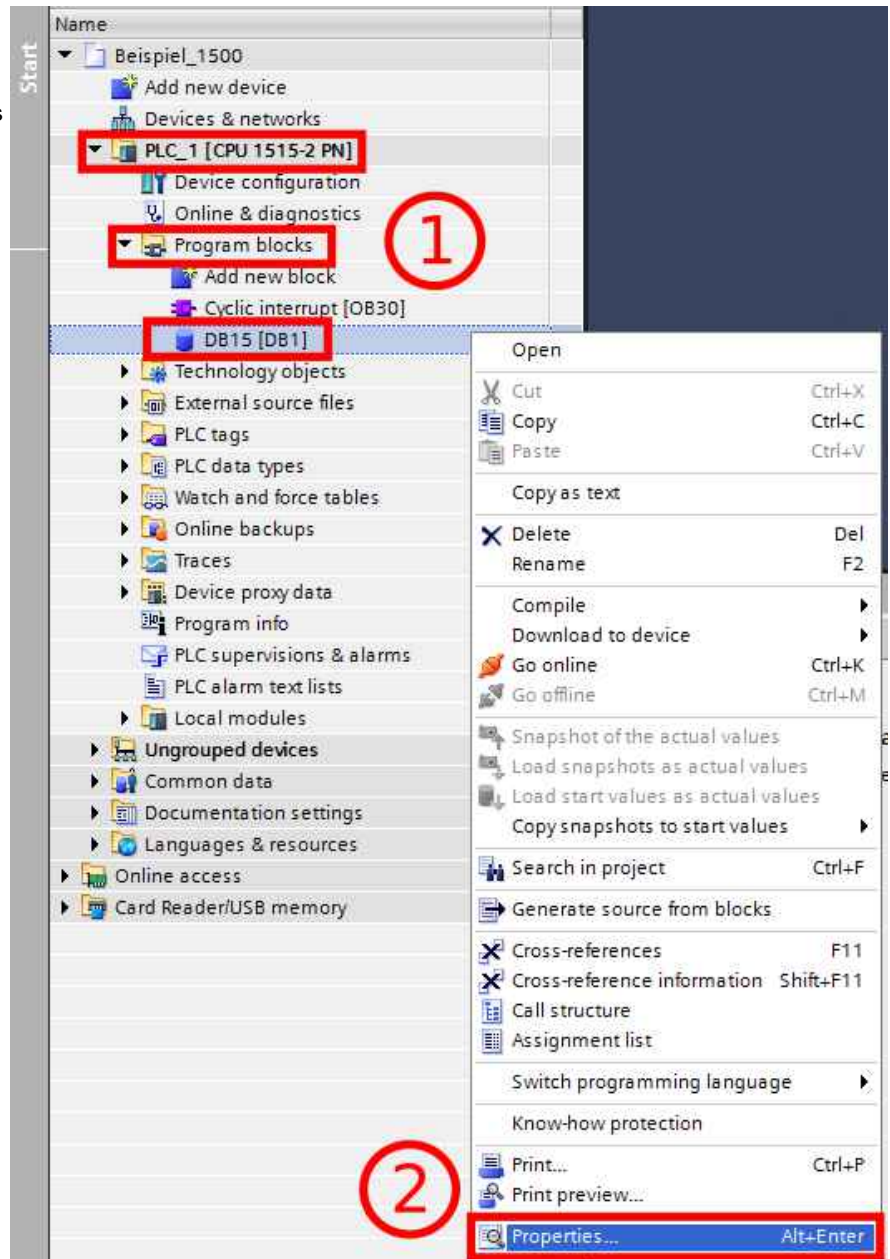 Start
s
Name
Beispiel_1500
Add new device
Devices & networks
PLC_1 [CPU 1515-2 PN]
Device configuration
Online & diagnostics
Program blocks
1
Add new block
Cyclic interrupt [OB30]
DB15 [DB1]
Technology objects
External source files
PLC tags
PLC data types
Watch and force tables
Online backups
Traces
Device proxy data
Program info
PLC supervisions & alarms
PLC alarm text lists
Local modules
Ungrouped devices
Common data
Documentation settings
Languages & resources
Online access
Card Reader/USB memory
Open
Cut Ctrl+X
Copy Ctrl+C
Paste Ctrl+V
Copy as text
Delete Del
Rename F2
Compile
Download to device
Go online Ctrl+K
Go offline Ctrl+M
Snapshot of the actual values
Load snapshots as actual values
Load start values as actual values
Copy snapshots to start values
Search in project Ctrl+F
Generate source from blocks
Cross-references F11
Cross-reference information Shift+F11
Call structure
Assignment list
Switch programming language
Know-how protection
Print... Ctrl+P
Print preview...
2
Properties... Alt+Enter